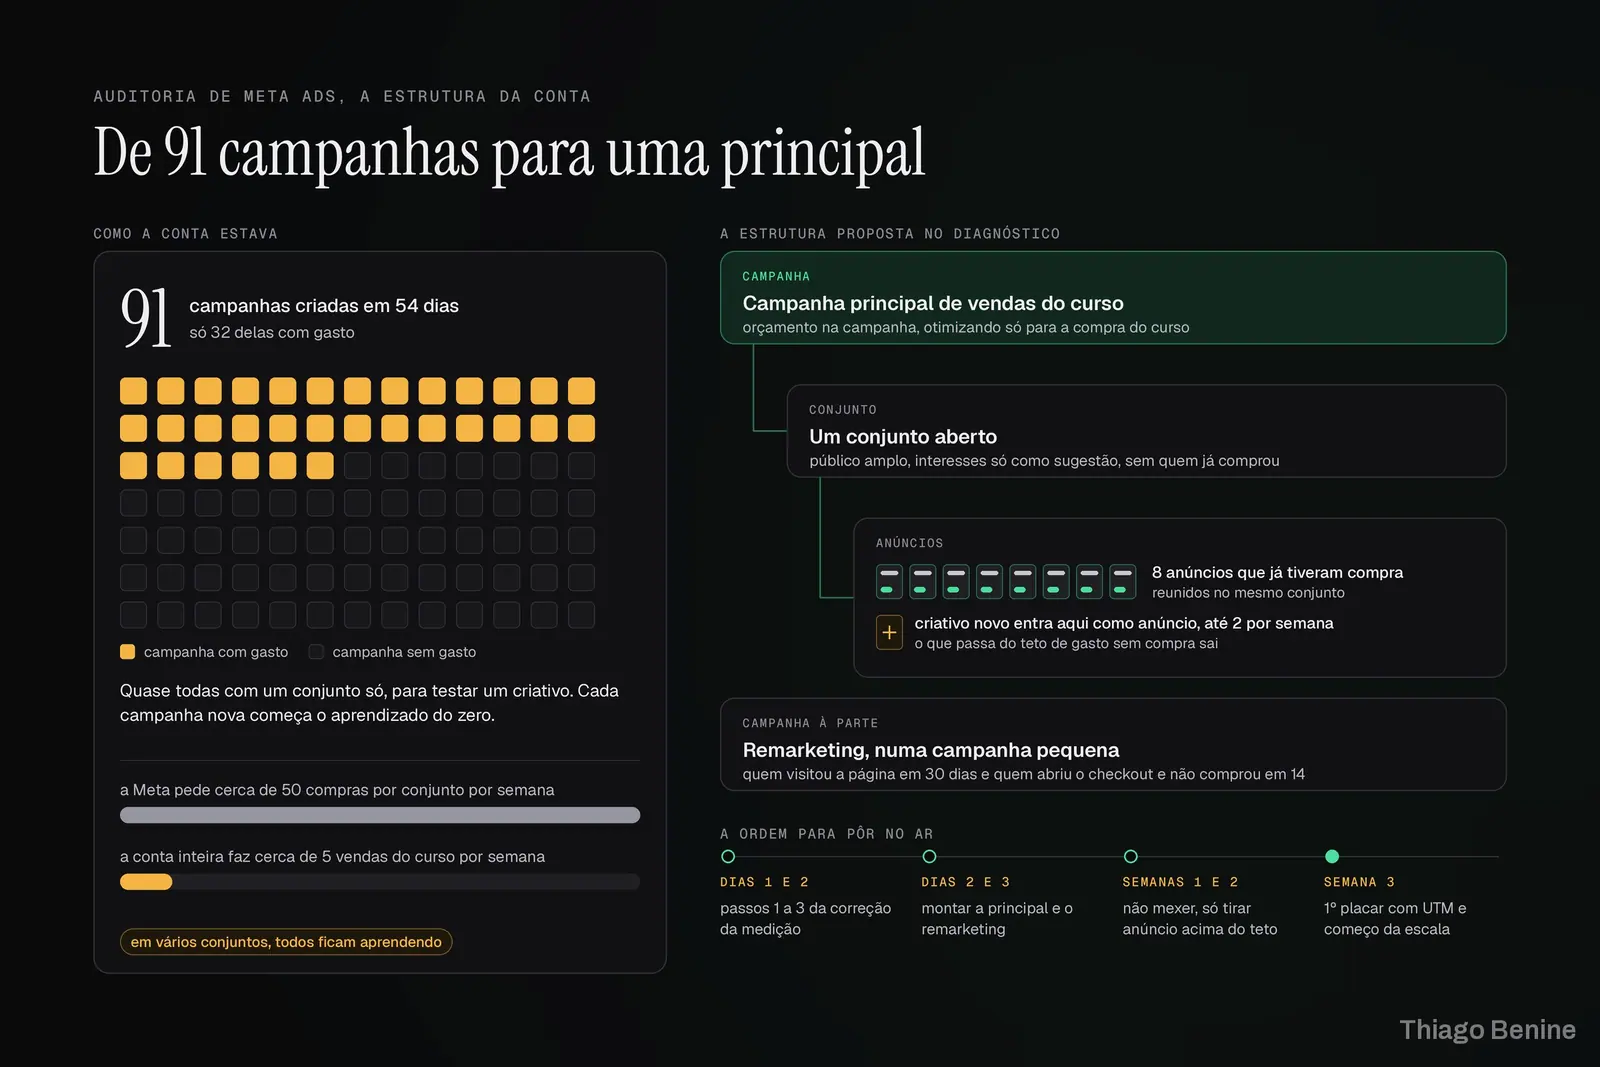 AUDITORIA DE META ADS, A ESTRUTURA DA CONTA
De 91 campanhas para uma principal
COMO A CONTA ESTAVA
91
campanhas criadas em 54 dias
só 32 delas com gasto
campanha com gasto
campanha sem gasto
Quase todas com um conjunto só, para testar um criativo. Cada
campanha nova começa o aprendizado do zero.
a Meta pede cerca de 50 compras por conjunto por semana
a conta inteira faz cerca de 5 vendas do curso por semana
em vários conjuntos, todos ficam aprendendo
A ESTRUTURA PROPOSTA NO DIAGNÓSTICO
CAMPANHA
Campanha principal de vendas do curso
orçamento na campanha, otimizando só para a compra do curso
CONJUNTO
Um conjunto aberto
público amplo, interesses só como sugestão, sem quem já comprou
ANÚNCIOS
8 anúncios que já tiveram compra
reunidos no mesmo conjunto
criativo novo entra aqui como anúncio, até 2 por semana
o que passa do teto de gasto sem compra sai
CAMPANHA À PARTE
Remarketing, numa campanha pequena
quem visitou a página em 30 dias e quem abriu o checkout e não comprou em 14
A ORDEM PARA PÔR NO AR
DIAS 1 E 2
passos 1 a 3 da correção
da medição
DIAS 2 E 3
montar a principal e o
remarketing
SEMANAS 1 E 2
não mexer, só tirar
anúncio acima do teto
SEMANA 3
1º placar com UTM e
começo da escala
Thiago Benine